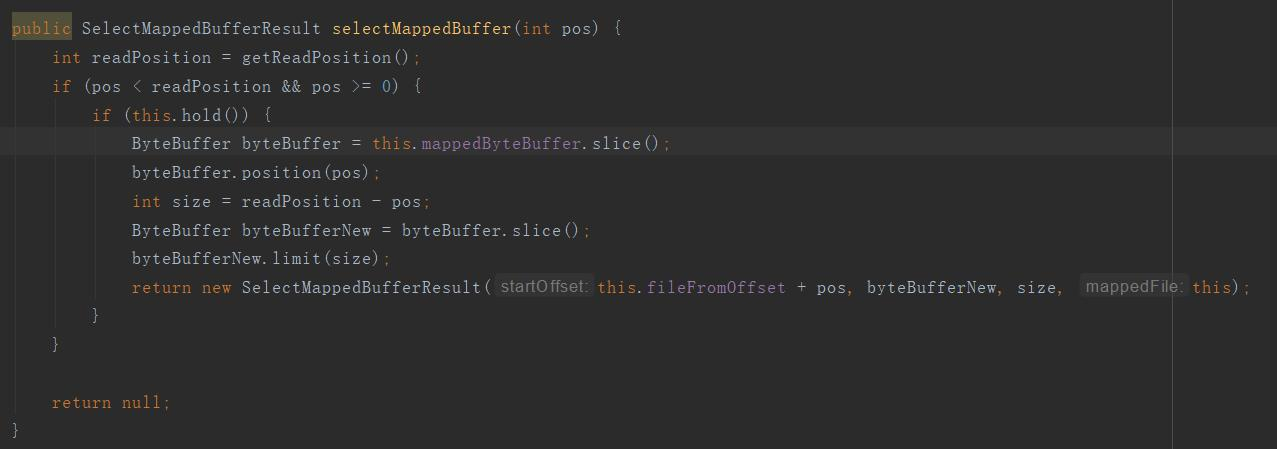 public SelectMappedBufferResult selectMappedBuffer(int pos) {
    int readPosition = getReadPosition();
    if (pos < readPosition && pos >= 0) {
        if (this.hold()) {
            ByteBuffer byteBuffer = this.mappedByteBuffer.slice();
            byteBuffer.position(pos);
            int size = readPosition - pos;
            ByteBuffer byteBufferNew = byteBuffer.slice();
            byteBufferNew.limit(size);
            return new SelectMappedBufferResult( startOffset: this.fileFromOffset + pos, byteBufferNew, size, mappedFile: this);
        }
    }
    return null;
}